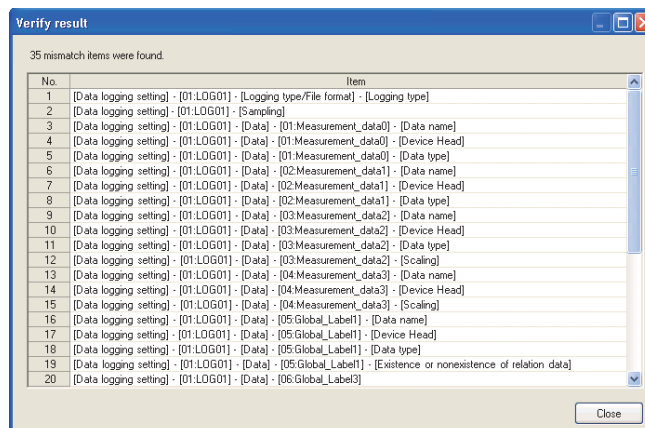 Verify result
35 mismatch items were found.
No. Item
1 [Data logging setting] - [01:LOG01] - [Logging type/File format] - [Logging type]
2 [Data logging setting] - [01:LOG01] - [Sampling]
3 [Data logging setting] - [01:LOG01] - [Data] - [01:Measurement_data0] - [Data name]
4 [Data logging setting] - [01:LOG01] - [Data] - [01:Measurement_data0] - [Device Head]
5 [Data logging setting] - [01:LOG01] - [Data] - [01:Measurement_data0] - [Data type]
6 [Data logging setting] - [01:LOG01] - [Data] - [02:Measurement_data1] - [Data name]
7 [Data logging setting] - [01:LOG01] - [Data] - [02:Measurement_data1] - [Device Head]
8 [Data logging setting] - [01:LOG01] - [Data] - [02:Measurement_data1] - [Data type]
9 [Data logging setting] - [01:LOG01] - [Data] - [03:Measurement_data2] - [Data name]
10 [Data logging setting] - [01:LOG01] - [Data] - [03:Measurement_data2] - [Device Head]
11 [Data logging setting] - [01:LOG01] - [Data] - [03:Measurement_data2] - [Data type]
12 [Data logging setting] - [01:LOG01] - [Data] - [03:Measurement_data2] - [Scaling]
13 [Data logging setting] - [01:LOG01] - [Data] - [04:Measurement_data3] - [Data name]
14 [Data logging setting] - [01:LOG01] - [Data] - [04:Measurement_data3] - [Device Head]
15 [Data logging setting] - [01:LOG01] - [Data] - [04:Measurement_data3] - [Scaling]
16 [Data logging setting] - [01:LOG01] - [Data] - [05:Global_Label1] - [Data name]
17 [Data logging setting] - [01:LOG01] - [Data] - [05:Global_Label1] - [Device Head]
18 [Data logging setting] - [01:LOG01] - [Data] - [05:Global_Label1] - [Data type]
19 [Data logging setting] - [01:LOG01] - [Data] - [05:Global_Label1] - [Existence or nonexistence of relation data]
20 [Data logging setting] - [01:LOG01] - [Data] - [06:Global_Label3]
Close